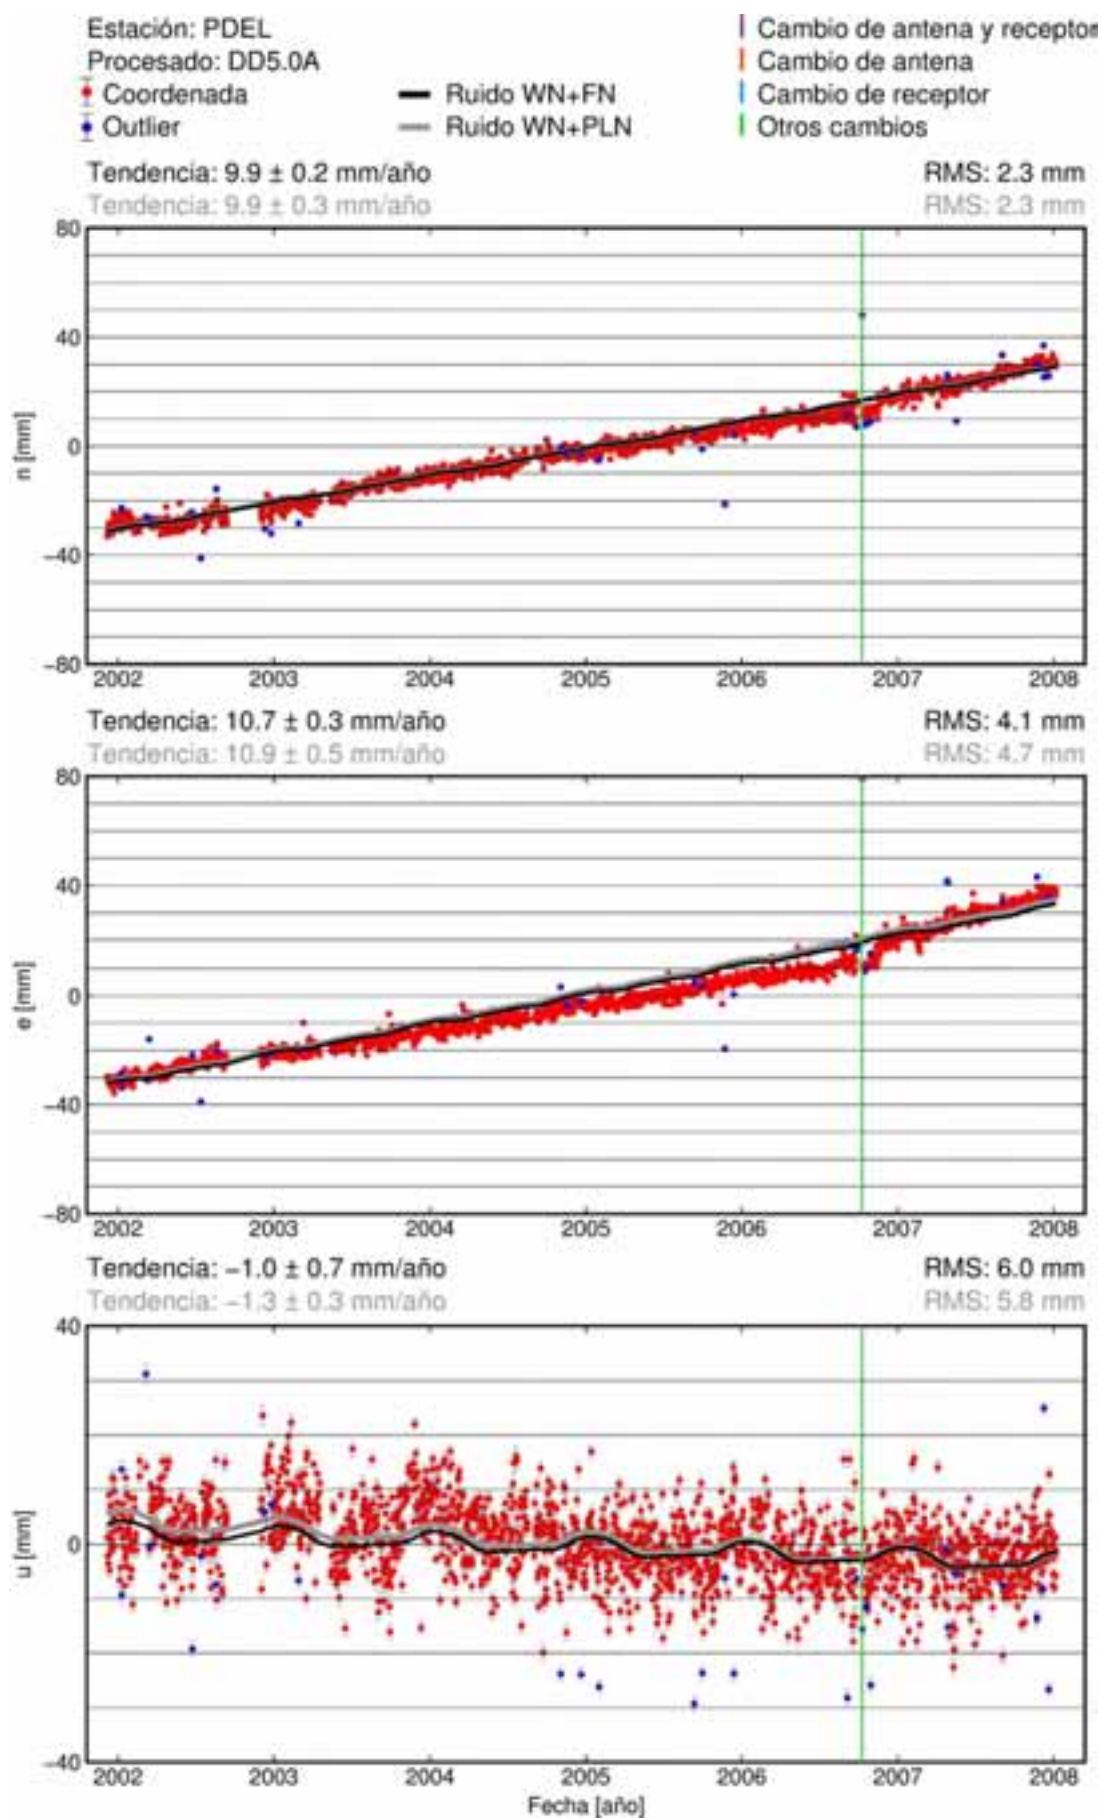 Estación: PDEL
Procesado: DD5.0A
Coordenada
Outlier
Ruido WN+FN
Ruido WN+PLN
Cambio de antena y receptor
Cambio de antena
Cambio de receptor
Otros cambios
Tendencia: 9.9 ± 0.2 mm/año RMS: 2.3 mm
Tendencia: 9.9 ± 0.3 mm/año RMS: 2.3 mm
80
40
0
−40
−80
n [mm]
2002 2003 2004 2005 2006 2007 2008
Tendencia: 10.7 ± 0.3 mm/año RMS: 4.1 mm
Tendencia: 10.9 ± 0.5 mm/año RMS: 4.7 mm
80
40
0
−40
−80
e [mm]
2002 2003 2004 2005 2006 2007 2008
Tendencia: −1.0 ± 0.7 mm/año RMS: 6.0 mm
Tendencia: −1.3 ± 0.3 mm/año RMS: 5.8 mm
40
0
−40
u [mm]
2002 2003 2004 2005 2006 2007 2008
Fecha [año]